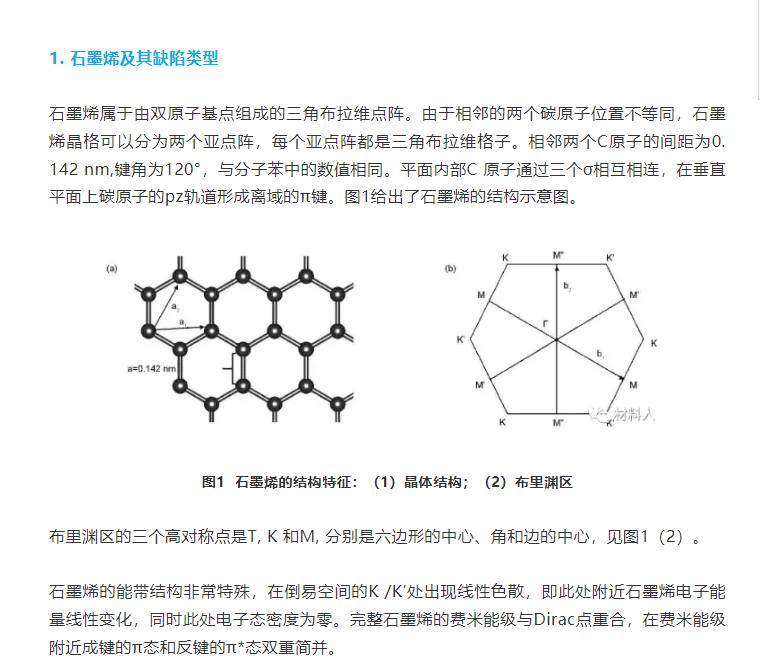 1. 石墨烯及其缺陷类型
石墨烯属于由双原子基点组成的三角布拉维点阵。由于相邻的两个碳原子位置不等同，石墨
烯晶格可以分为两个亚点阵，每个亚点阵都是三角布拉维格子。相邻两个C原子的间距为0.
142 nm,键角为120°，与分子苯中的数值相同。平面内部C 原子通过三个σ相互相连，在垂直
平面上碳原子的pz轨道形成离域的π键。图1给出了石墨烯的结构示意图。
(a)
a₂
a₁
a=0.142 nm
(b)
K
M"
K'
b₂
M
M'
Γ
K'
K
b₁
M'
M
K
M"
K'
材料人
图1 石墨烯的结构特征：（1）晶体结构；（2）布里渊区
布里渊区的三个高对称点是T, K 和M, 分别是六边形的中心、角和边的中心，见图1（2）。
石墨烯的能带结构非常特殊，在倒易空间的K /K′处出现线性色散，即此处附近石墨烯电子能
量线性变化，同时此处电子态密度为零。完整石墨烯的费米能级与Dirac点重合，在费米能级
附近成键的π态和反键的π*态双重简并。